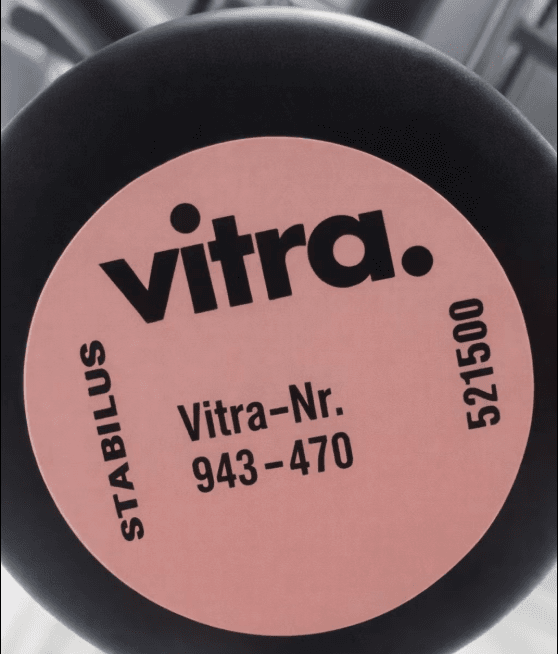 vitra.
STABILUS
Vitra-Nr.
943-470
521500